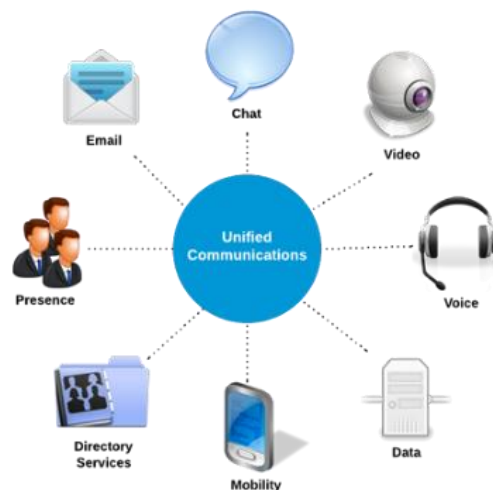 Chat
Email
Video
Unified
Communications
Presence
Voice
Directory
Services
Data
Mobility